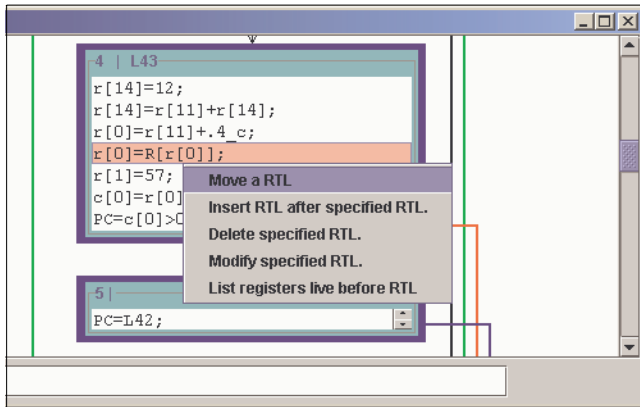 4 | L43
r[14]=12;
r[14]=r[11]+r[14];
r[0]=r[11]+.4_c;
r[0]=R[r[0]];
r[1]=57;
c[0]=r[0]
PC=c[0]>0
Move a RTL
Insert RTL after specified RTL.
Delete specified RTL.
Modify specified RTL.
List registers live before RTL
5 |
PC=L42;